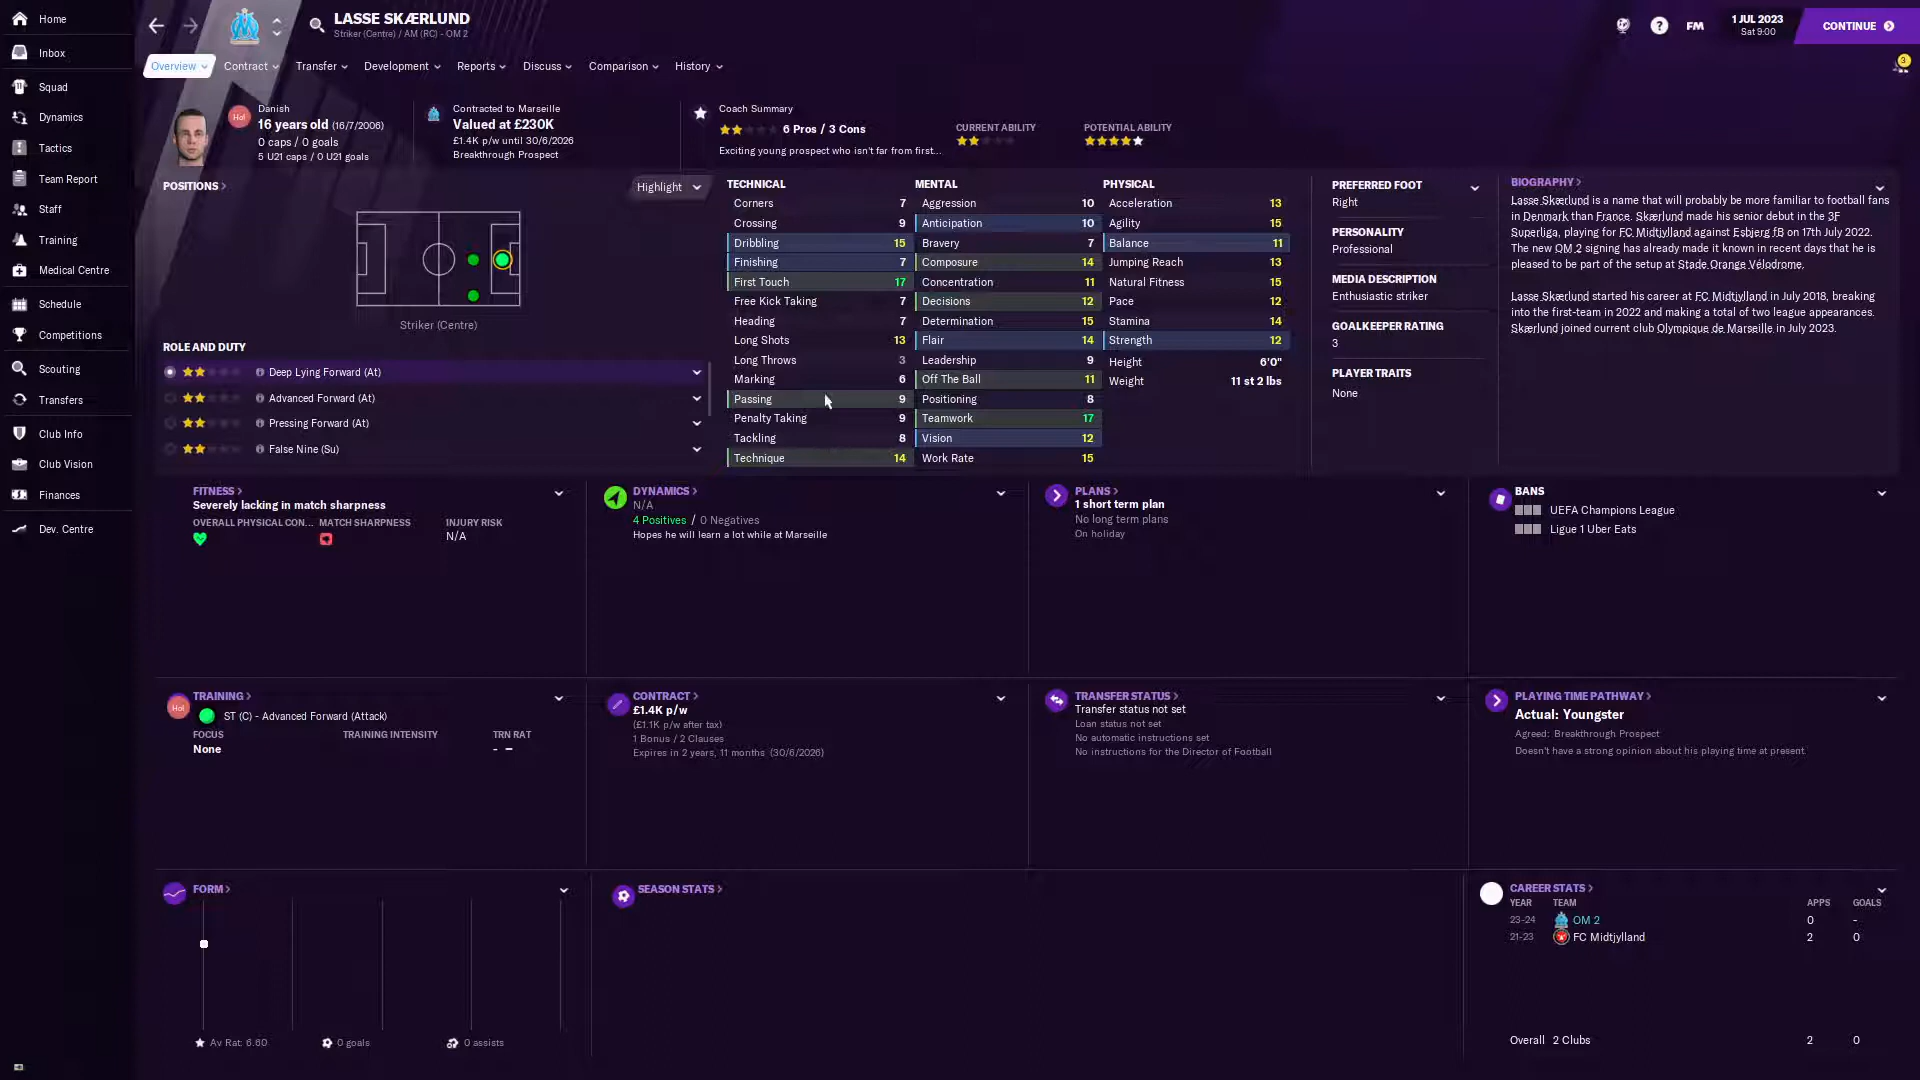 Home
Inbox
Squad
Dynamics
Tactics
Team Report
Staff
Training
Medical Centre
Schedule
Competitions
Scouting
Transfers
Club Info
Club Vision
Finances
Dev. Centre
LASSE SKÆRLUND
Striker (Centre) / AM (RC) - OM 2
FM
1 JUL 2023
Sat 9:00
CONTINUE
3
Overview
Contract
Transfer
Development
Reports
Discuss
Comparison
History
Hol
Danish
16 years old (16/7/2006)
0 caps / 0 goals
5 U21 caps / 0 U21 goals
Contracted to Marseille
Valued at £230K
£1.4K p/w until 30/6/2026
Breakthrough Prospect
Coach Summary
6 Pros / 3 Cons
Exciting young prospect who isn't far from first...
CURRENT ABILITY
POTENTIAL ABILITY
POSITIONS >
Highlight
Striker (Centre)
ROLE AND DUTY
Deep Lying Forward (At)
Advanced Forward (At)
Pressing Forward (At)
False Nine (Su)
TECHNICAL
Corners 7
Crossing 9
Dribbling 15
Finishing 7
First Touch 17
Free Kick Taking 7
Heading 7
Long Shots 13
Long Throws 3
Marking 6
Passing 9
Penalty Taking 9
Tackling 8
Technique 14
MENTAL
Aggression 10
Anticipation 10
Bravery 7
Composure 14
Concentration 11
Decisions 12
Determination 15
Flair 14
Leadership 9
Off The Ball 11
Positioning 8
Teamwork 17
Vision 12
Work Rate 15
PHYSICAL
Acceleration 13
Agility 15
Balance 11
Jumping Reach 13
Natural Fitness 15
Pace 12
Stamina 14
Strength 12
Height 6'0"
Weight 11 st 2 lbs
PREFERRED FOOT
Right
PERSONALITY
Professional
MEDIA DESCRIPTION
Enthusiastic striker
GOALKEEPER RATING
3
PLAYER TRAITS
None
BIOGRAPHY >
Lasse Skærlund is a name that will probably be more familiar to football fans
in Denmark than France. Skærlund made his senior debut in the 3F
Superliga, playing for FC Midtjylland against Esbjerg fB on 17th July 2022.
The new OM 2 signing has already made it known in recent days that he is
pleased to be part of the setup at Stade Orange Vélodrome.
Lasse Skærlund started his career at FC Midtjylland in July 2018, breaking
into the first-team in 2022 and making a total of two league appearances.
Skærlund joined current club Olympique de Marseille in July 2023.
FITNESS >
Severely lacking in match sharpness
OVERALL PHYSICAL CON... MATCH SHARPNESS INJURY RISK
N/A
DYNAMICS >
N/A
4 Positives / 0 Negatives
Hopes he will learn a lot while at Marseille
PLANS >
1 short term plan
No long term plans
On holiday
BANS
UEFA Champions League
Ligue 1 Uber Eats
Hol
TRAINING >
ST (C) - Advanced Forward (Attack)
FOCUS TRAINING INTENSITY TRN RAT
None - –
CONTRACT >
£1.4K p/w
(£1.1K p/w after tax)
1 Bonus / 2 Clauses
Expires in 2 years, 11 months (30/6/2026)
TRANSFER STATUS >
Transfer status not set
Loan status not set
No automatic instructions set
No instructions for the Director of Football
PLAYING TIME PATHWAY >
Actual: Youngster
Agreed: Breakthrough Prospect
Doesn't have a strong opinion about his playing time at present.
FORM >
Av Rat: 6.60 0 goals 0 assists
SEASON STATS >
CAREER STATS >
YEAR TEAM APPS GOALS
23-24 OM 2 0 -
21-23 FC Midtjylland 2 0
Overall 2 Clubs 2 0